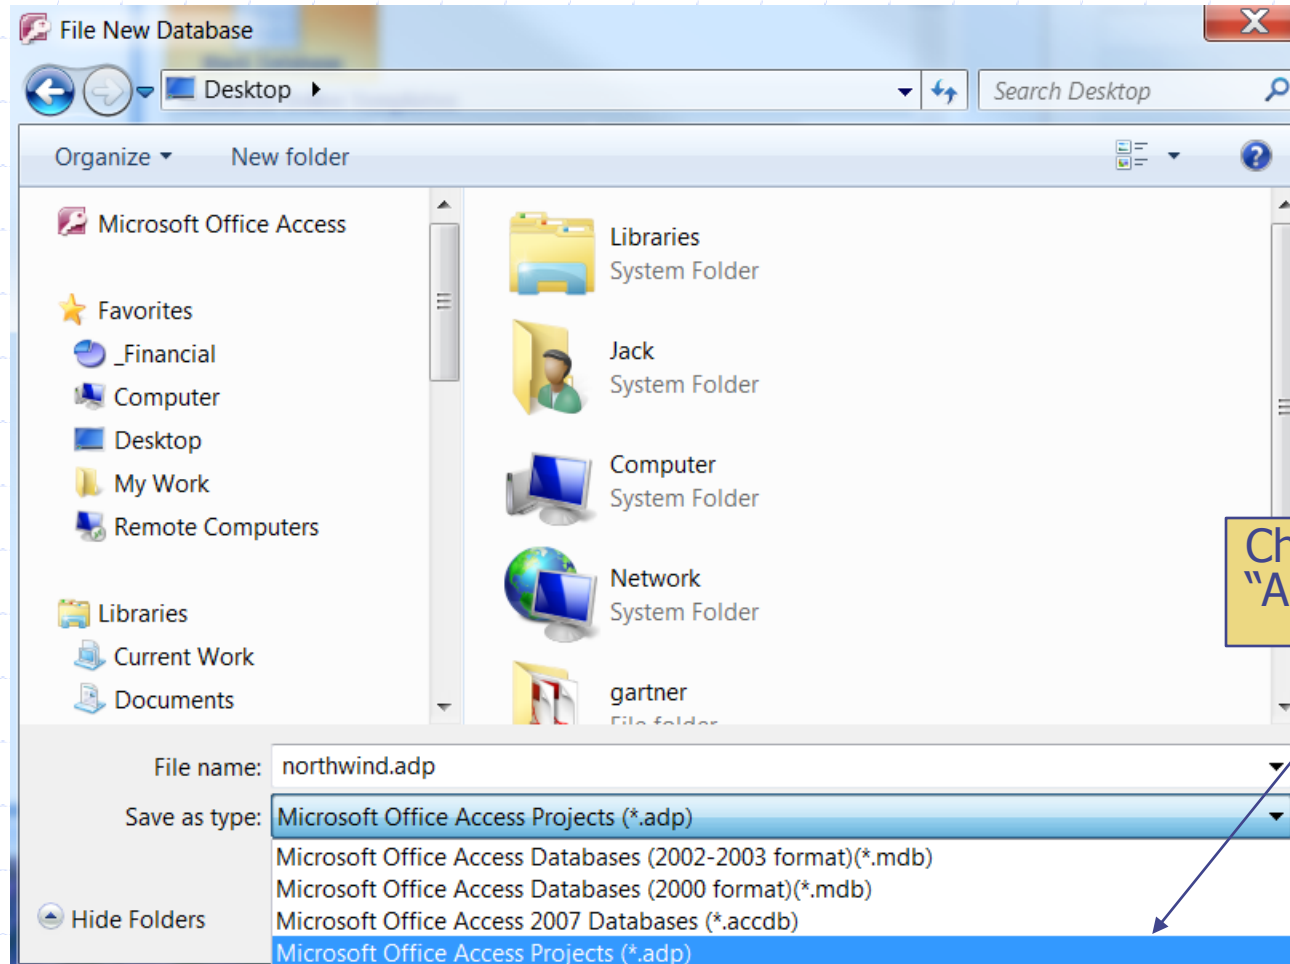 File New Database
Desktop
Search Desktop
Organize
New folder
Microsoft Office Access
Favorites
_Financial
Computer
Desktop
My Work
Remote Computers
Libraries
Current Work
Documents
Libraries
System Folder
Jack
System Folder
Computer
System Folder
Network
System Folder
gartner
File folder
Ch
“A
File name: northwind.adp
Save as type: Microsoft Office Access Projects (*.adp)
Microsoft Office Access Databases (2002-2003 format)(*.mdb)
Microsoft Office Access Databases (2000 format)(*.mdb)
Microsoft Office Access 2007 Databases (*.accdb)
Microsoft Office Access Projects (*.adp)
Hide Folders